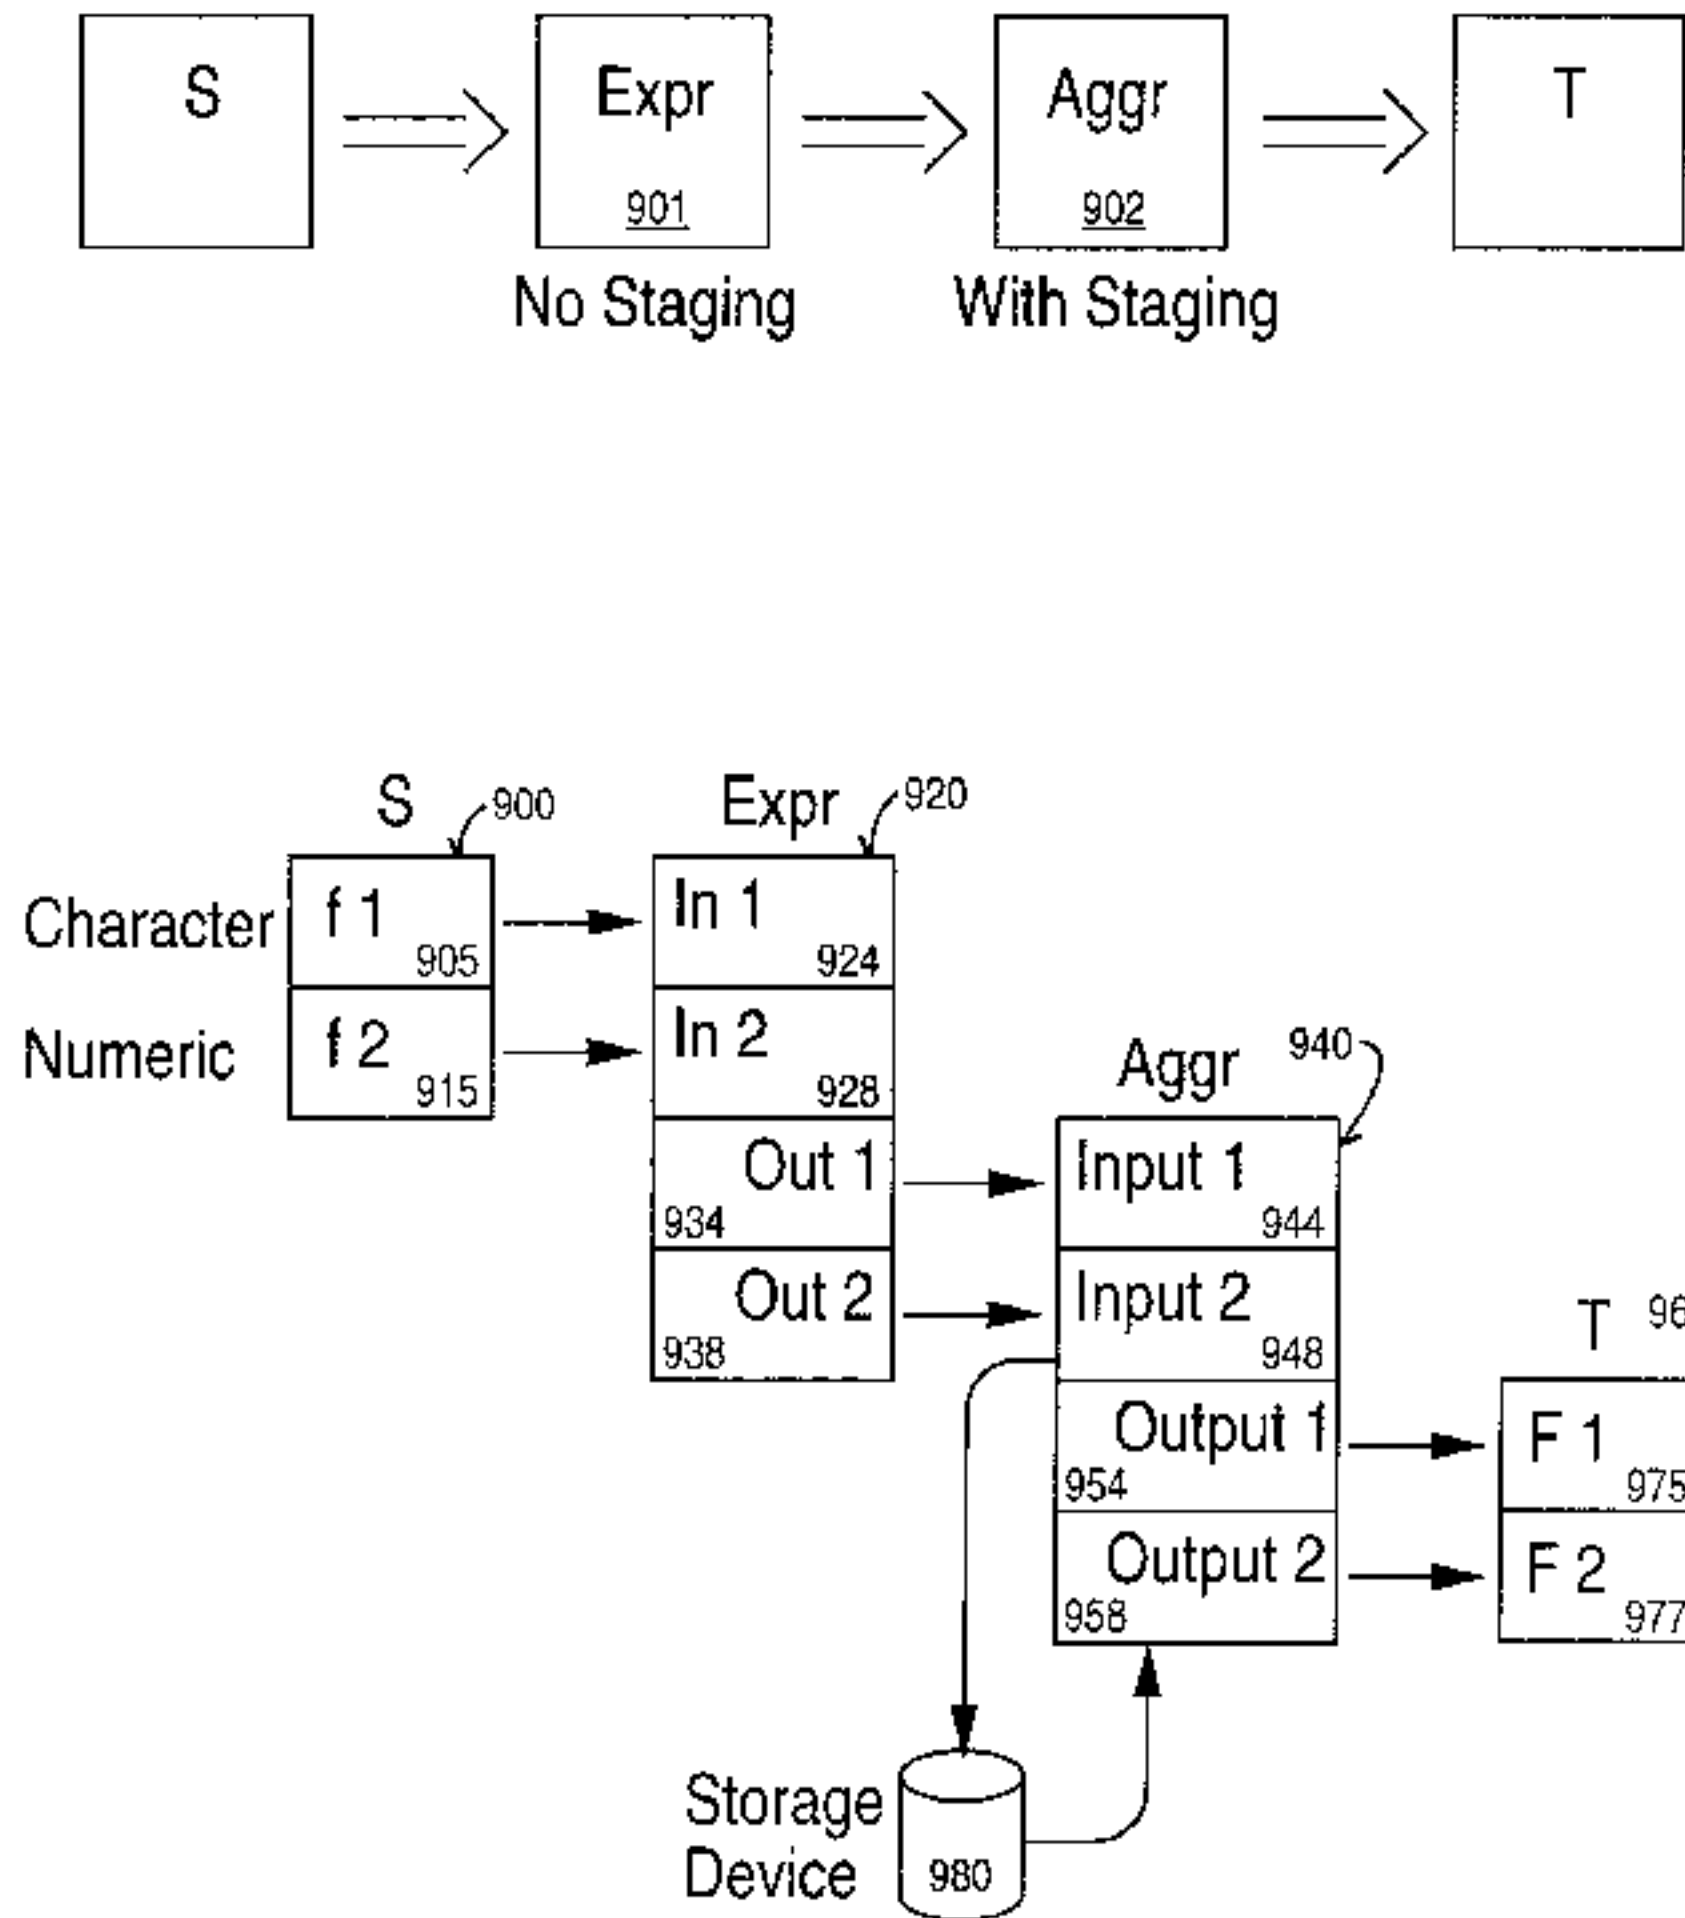 S
Expr
Aggr
T
901
902
No Staging
With Staging
S
900
Expr
920
Character
f 1
905
In 1
924
Numeric
f 2
915
In 2
928
Aggr
940
Out 1
934
Input 1
944
Out 2
938
Input 2
948
T
Output 1
954
F 1
975
Output 2
958
F 2
977
Storage
Device
980